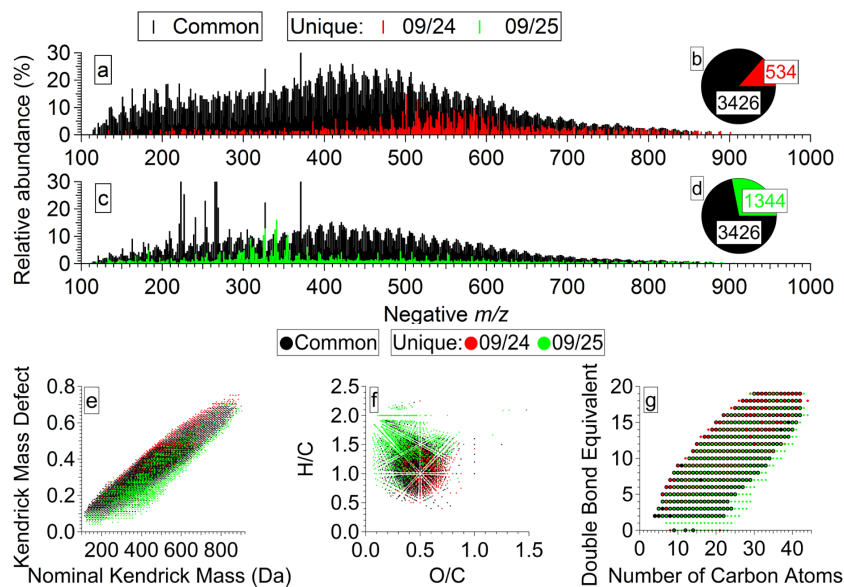 Common Unique: 09/24 09/25
Relative abundance (%)
30
20
10
0
a
b
534
3426
100 200 300 400 500 600 700 800 900 1000
30
20
10
0
c
d
1344
3426
100 200 300 400 500 600 700 800 900 1000
Negative m/z
Common Unique: 09/24 09/25
Kendrick Mass Defect
0.8
0.6
0.4
0.2
0.0
e
200 400 600 800
Nominal Kendrick Mass (Da)
H/C
2.5
2.0
1.5
1.0
0.5
0.0
f
0.0 0.5 1.0 1.5
O/C
Double Bond Equivalent
20
15
10
5
0
g
0 10 20 30 40
Number of Carbon Atoms